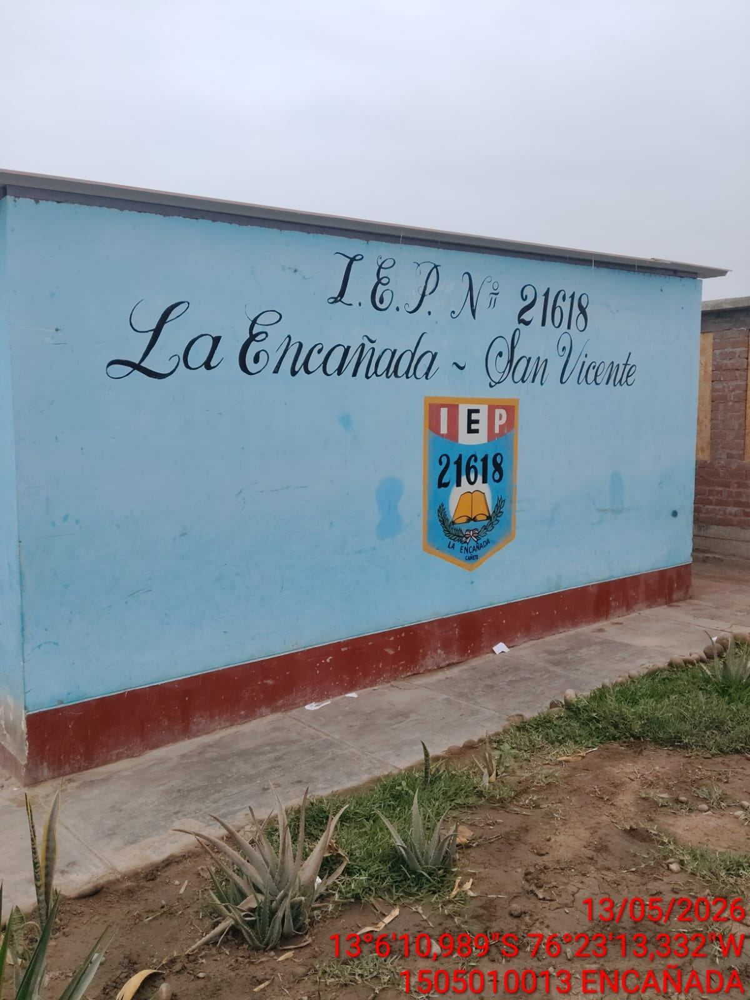 I.E.P. Nº 21618
La Encañada ~ San Vicente
I E P
21618
LA ENCAÑADA
CAÑETE
13/05/2026
13°6'10,989"S 76°23'13,332"W
1505010013 ENCAÑADA